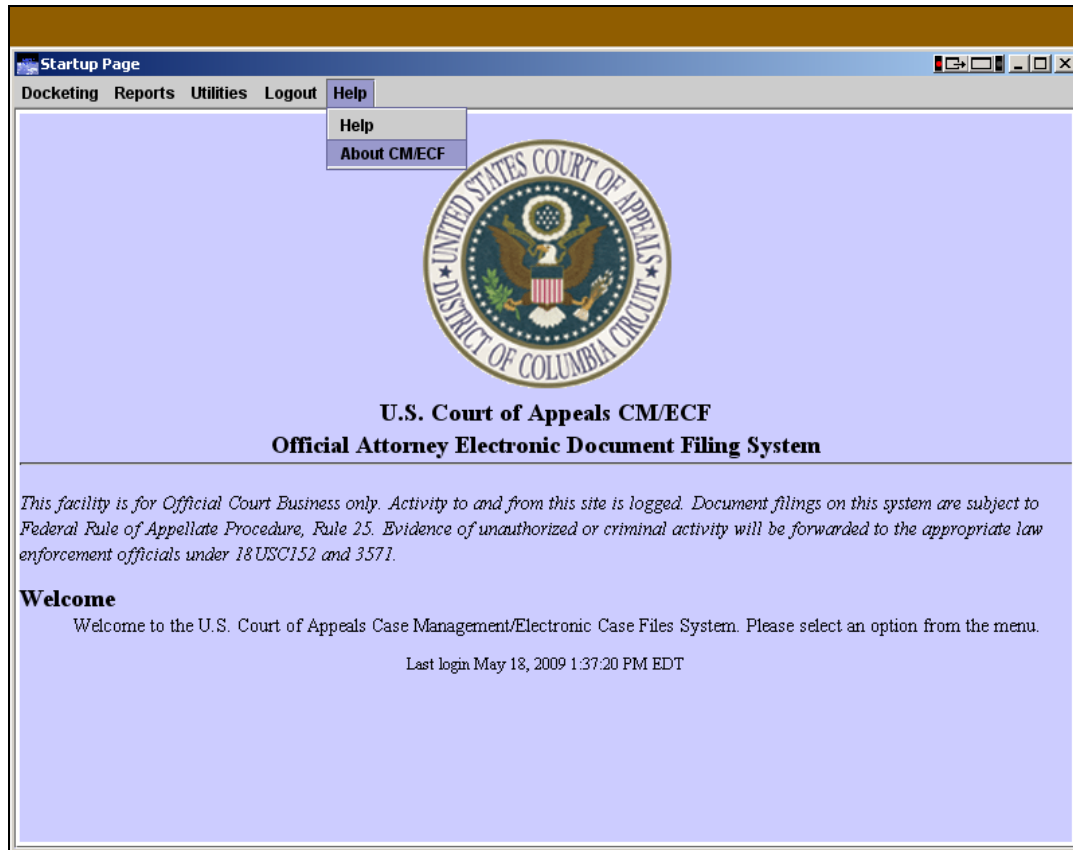 Startup Page
Docketing Reports Utilities Logout Help
Help
About CM/ECF
UNITED STATES COURT OF APPEALS
★ DISTRICT OF COLUMBIA CIRCUIT ★
U.S. Court of Appeals CM/ECF
Official Attorney Electronic Document Filing System
This facility is for Official Court Business only. Activity to and from this site is logged. Document filings on this system are subject to
Federal Rule of Appellate Procedure, Rule 25. Evidence of unauthorized or criminal activity will be forwarded to the appropriate law
enforcement officials under 18 USC152 and 3571.
Welcome
Welcome to the U.S. Court of Appeals Case Management/Electronic Case Files System. Please select an option from the menu.
Last login May 18, 2009 1:37:20 PM EDT